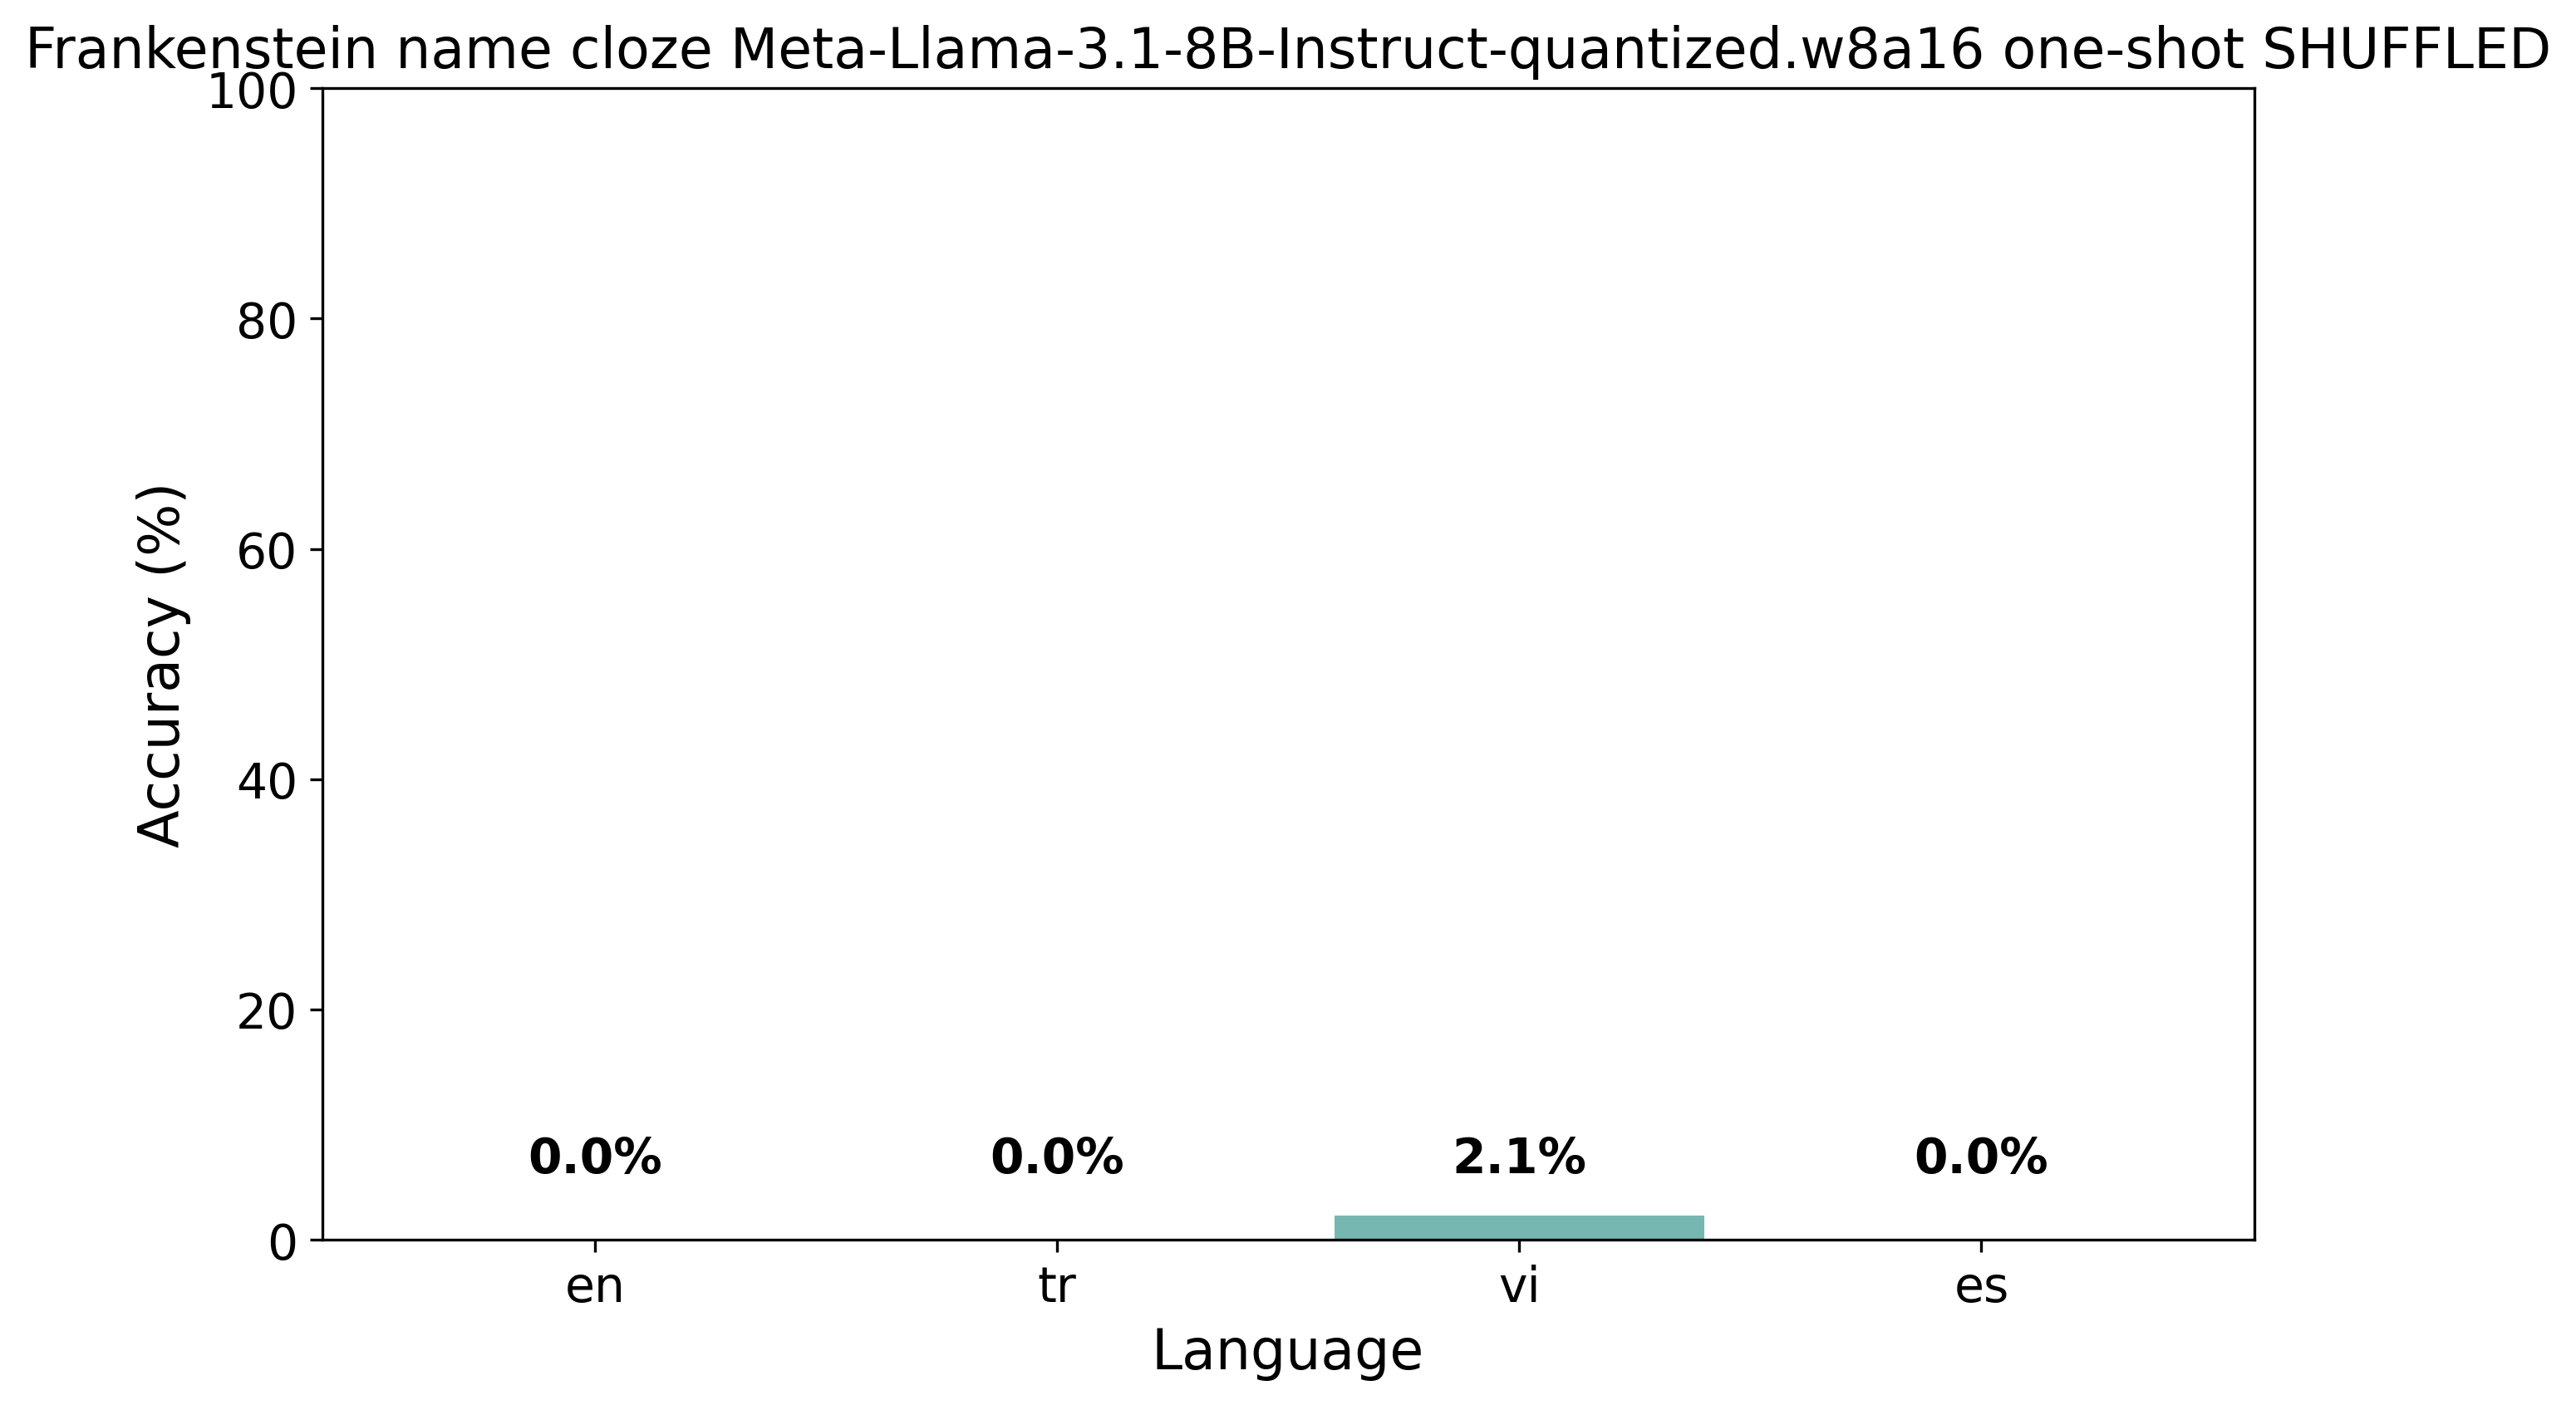 Frankenstein name cloze Meta-Llama-3.1-8B-Instruct-quantized.w8a16 one-shot SHUFFLED
100
80
60
40
20
0
Accuracy (%)
0.0%
0.0%
2.1%
0.0%
en
tr
vi
es
Language